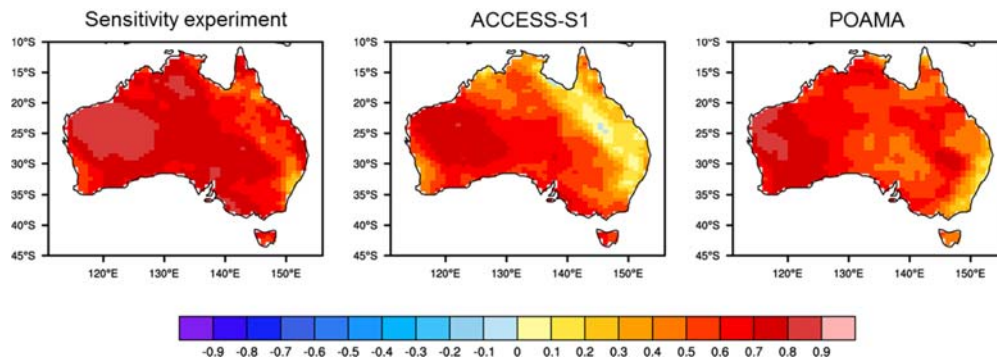 Sensitivity experiment ACCESS-S1 POAMA
10°S 10°S 10°S
15°S 15°S 15°S
20°S 20°S 20°S
25°S 25°S 25°S
30°S 30°S 30°S
35°S 35°S 35°S
40°S 40°S 40°S
45°S 45°S 45°S
120°E 130°E 140°E 150°E 120°E 130°E 140°E 150°E 120°E 130°E 140°E 150°E
-0.9 -0.8 -0.7 -0.6 -0.5 -0.4 -0.3 -0.2 -0.1 0 0.1 0.2 0.3 0.4 0.5 0.6 0.7 0.8 0.9